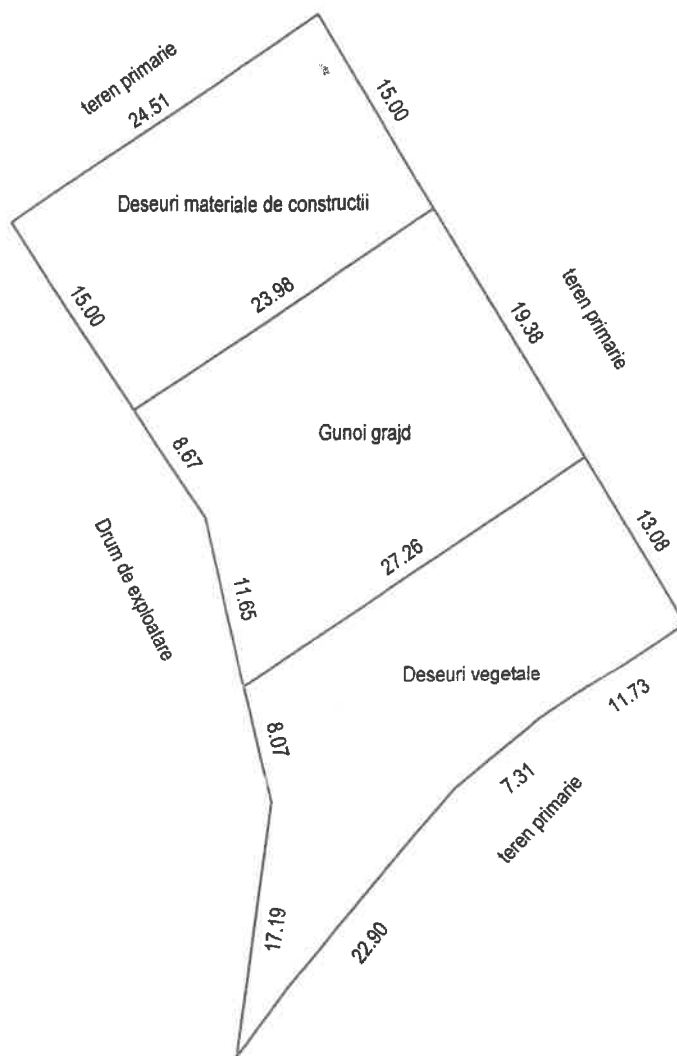 teren primarie
24.51
15.00
Deseuri materiale de constructii
15.00
23.98
teren primarie
19.38
Gunoi grajd
8.67
Drum de exploatare
11.65
27.26
13.08
Deseuri vegetale
11.73
8.07
7.31
teren primarie
17.19
22.90